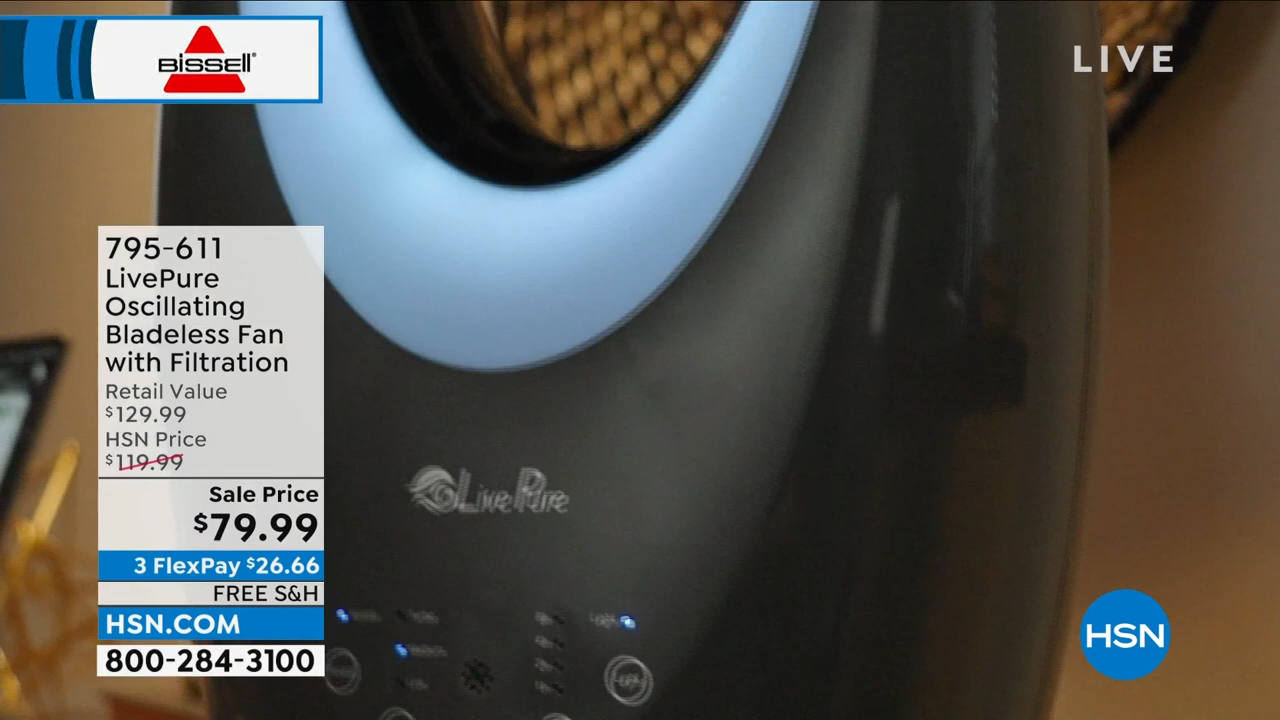 BISSELL
LIVE
795-611
LivePure
Oscillating
Bladeless Fan
with Filtration
Retail Value
$129.99
HSN Price
$119.99
Sale Price
$79.99
3 FlexPay $26.66
FREE S&H
HSN.COM
800-284-3100
LivePure
HSN